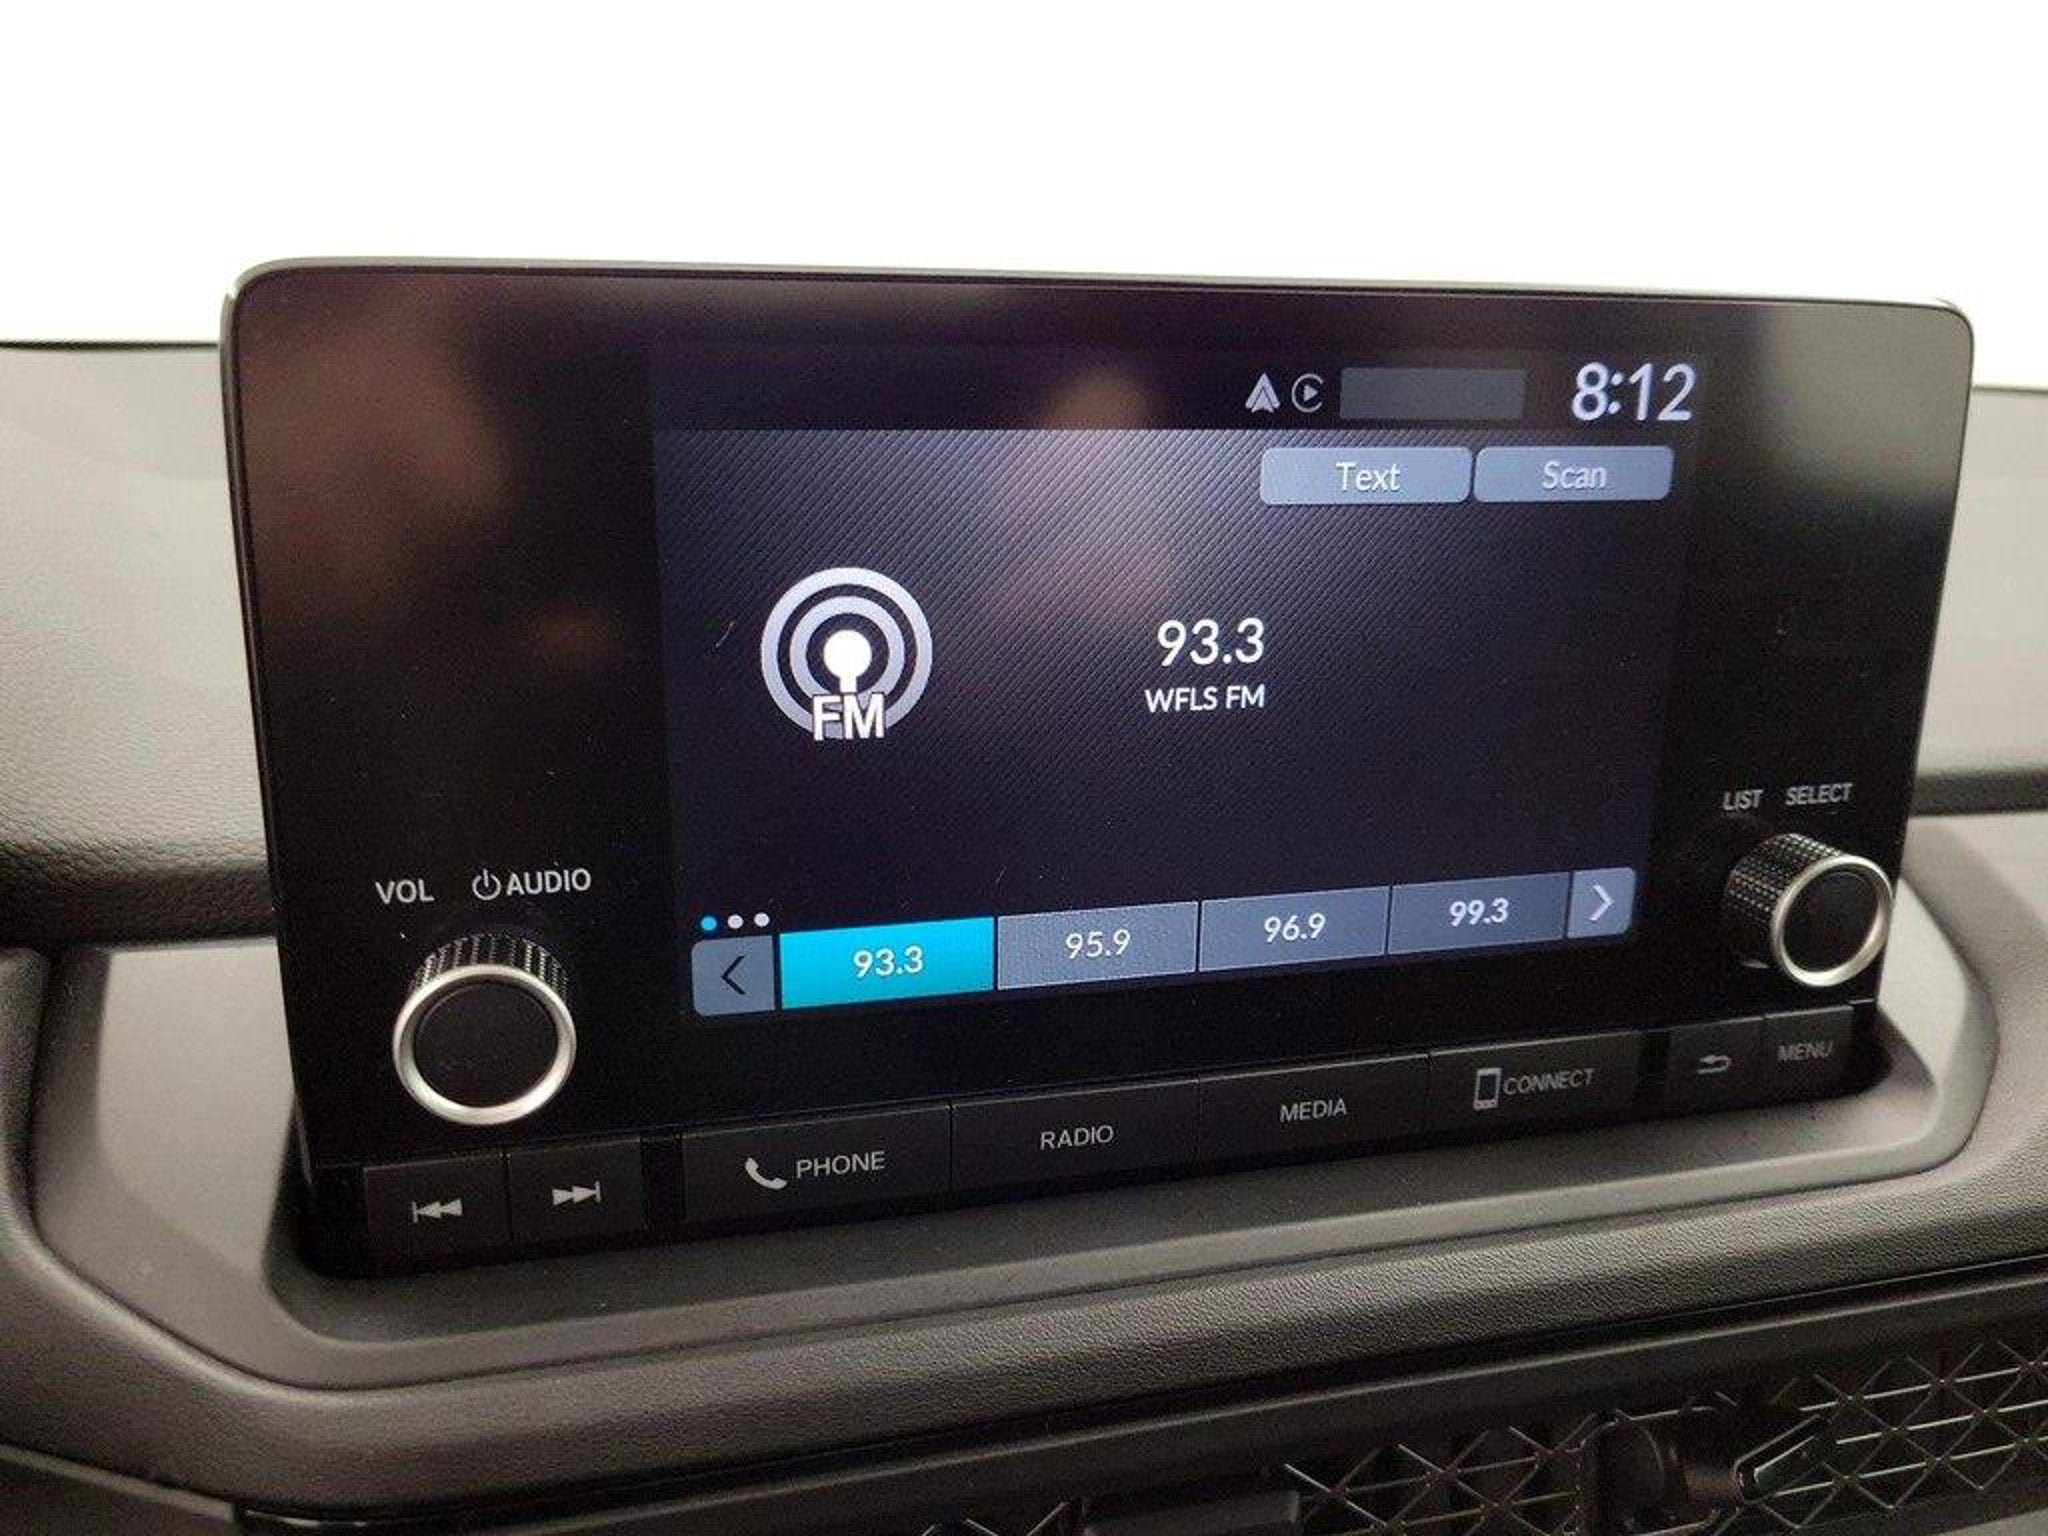 8:12
Text Scan
93.3
WFLS FM
FM
LIST SELECT
VOL AUDIO
93.3 95.9 96.9 99.3
PHONE RADIO MEDIA CONNECT MENU